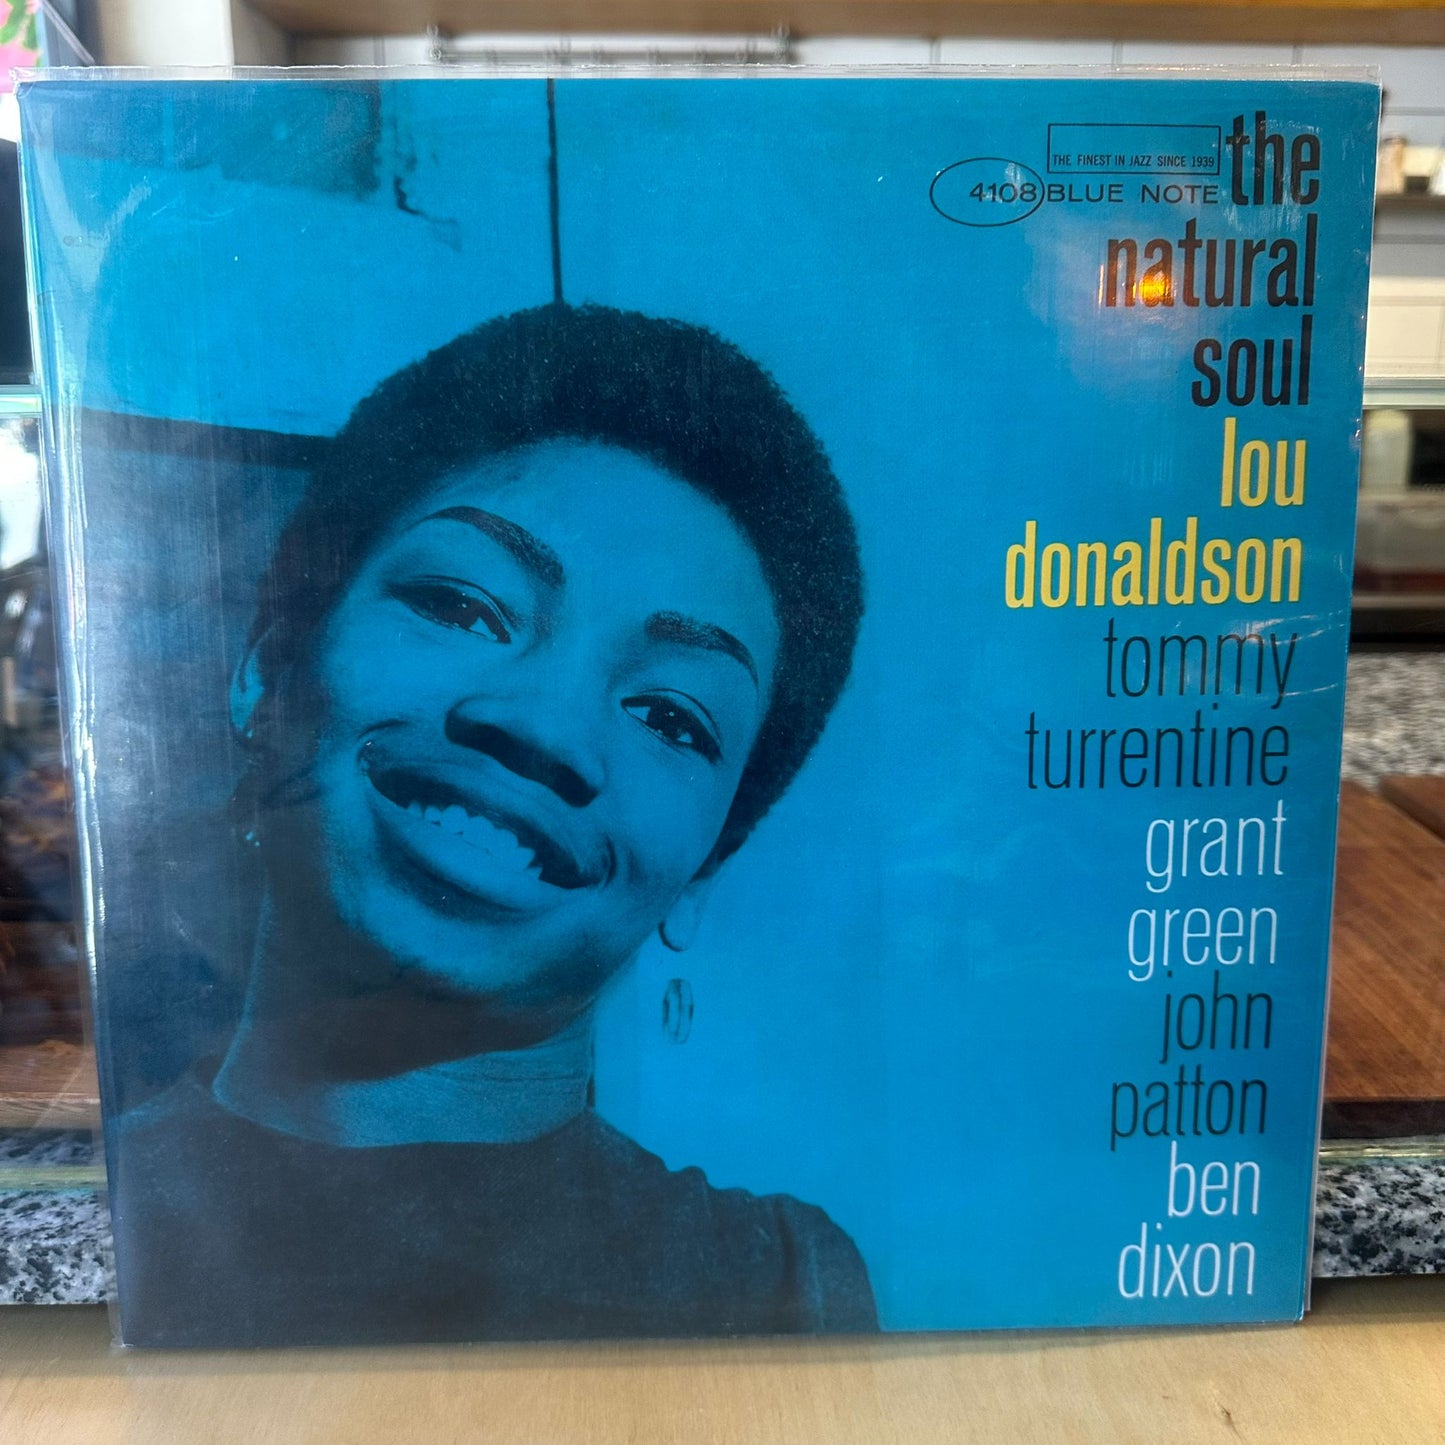 THE FINEST IN JAZZ SINCE 1939
4108 BLUE NOTE
the
natural
soul
lou
donaldson
tommy
turrentine
grant
green
john
patton
ben
dixon